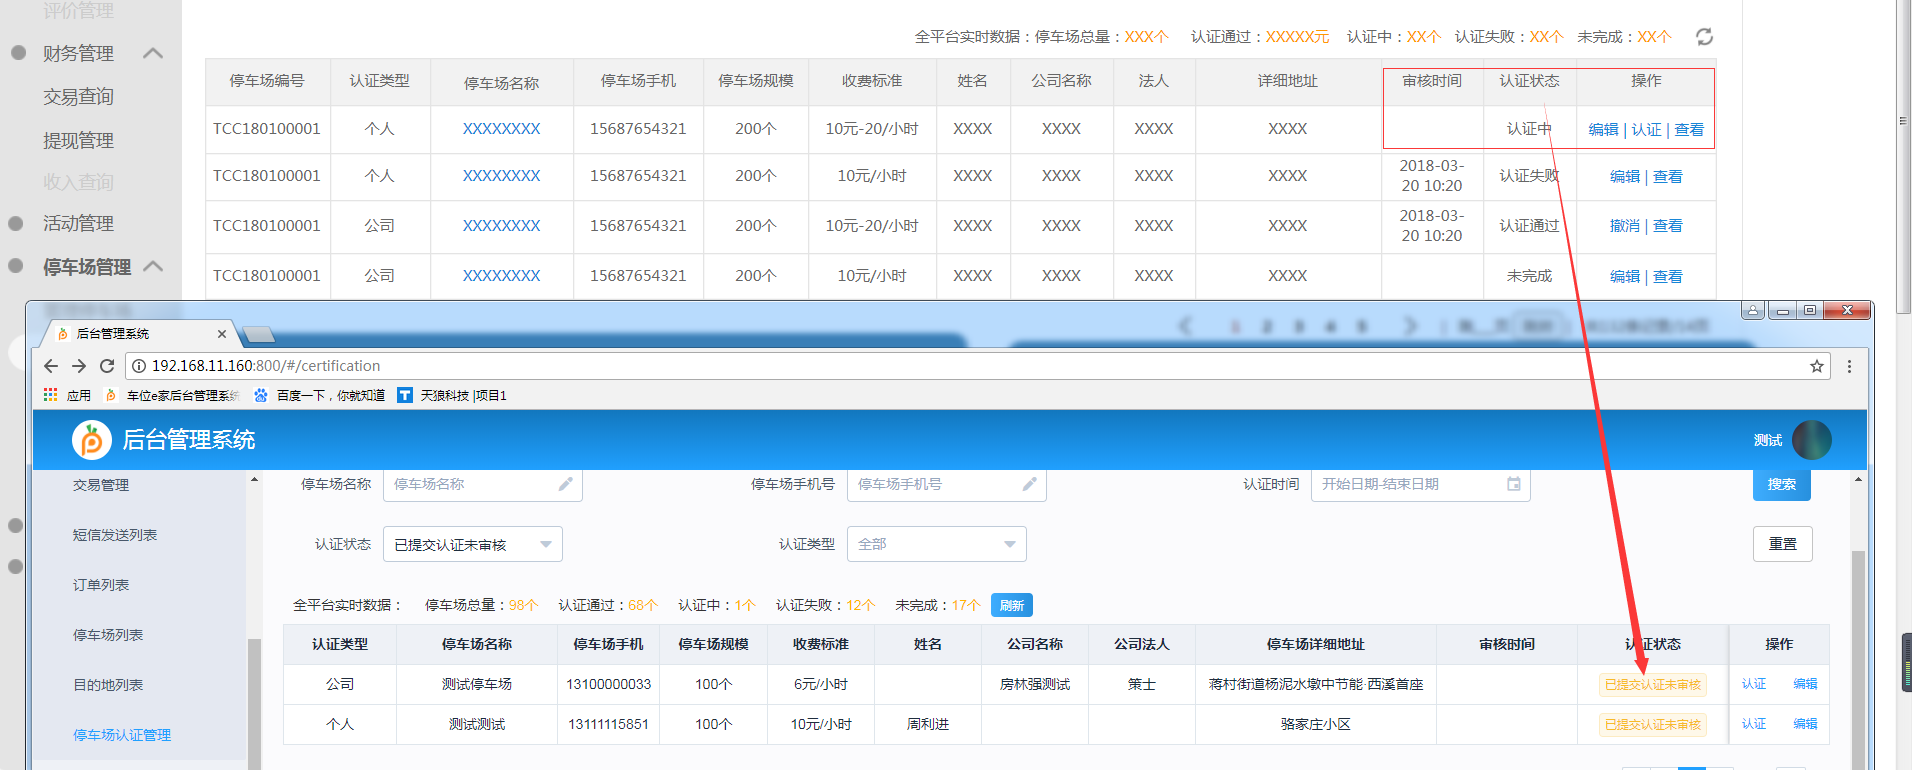 评价管理
财务管理
交易查询
提现管理
收入查询
活动管理
停车场管理
全平台实时数据：停车场总量：XXX个 认证通过：XXXXX元 认证中：XX个 认证失败：XX个 未完成：XX个
停车场编号 认证类型 停车场名称 停车场手机 停车场规模 收费标准 姓名 公司名称 法人 详细地址 审核时间 认证状态 操作
TCC180100001 个人 XXXXXXXX 15687654321 200个 10元-20/小时 XXXX XXXX XXXX XXXX 认证中 编辑 | 认证 | 查看
TCC180100001 个人 XXXXXXXX 15687654321 200个 10元/小时 XXXX XXXX XXXX XXXX 2018-03-20 10:20 认证失败 编辑 | 查看
TCC180100001 公司 XXXXXXXX 15687654321 200个 10元-20/小时 XXXX XXXX XXXX XXXX 2018-03-20 10:20 认证通过 撤消 | 查看
TCC180100001 公司 XXXXXXXX 15687654321 200个 10元/小时 XXXX XXXX XXXX XXXX 未完成 编辑 | 查看
1 2 3 4 5
后台管理系统
192.168.11.160:800/#/certification
应用 车位e家后台管理系统 百度一下，你就知道 天狼科技 |项目1
后台管理系统 测试
交易管理
短信发送列表
订单列表
停车场列表
目的地列表
停车场认证管理
停车场名称 停车场名称 停车场手机号 停车场手机号 认证时间 开始日期-结束日期 搜索
认证状态 已提交认证未审核 认证类型 全部 重置
全平台实时数据： 停车场总量：98个 认证通过：68个 认证中：1个 认证失败：12个 未完成：17个 刷新
认证类型 停车场名称 停车场手机 停车场规模 收费标准 姓名 公司名称 公司法人 停车场详细地址 审核时间 认证状态 操作
公司 测试停车场 13100000033 100个 6元/小时 房林强测试 策士 蒋村街道杨泥水墩中节能·西溪首座 已提交认证未审核 认证 编辑
个人 测试测试 13111115851 100个 10元/小时 周利进 骆家庄小区 已提交认证未审核 认证 编辑